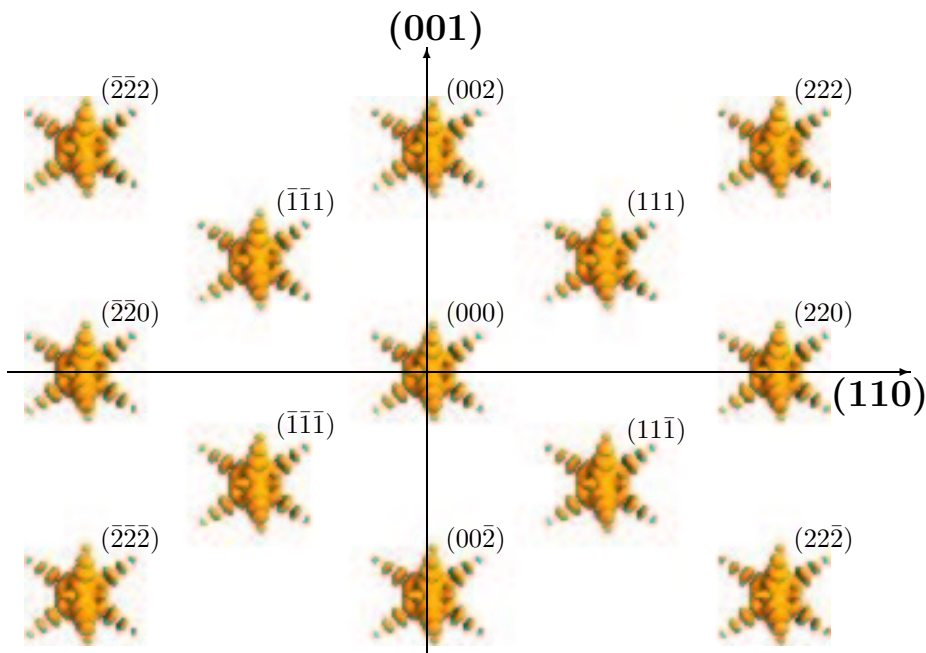 (001)
(2̅2̅2) (002) (222)
(1̅1̅1) (111)
(2̅2̅0) (000) (220)
(110)
(1̅1̅1̅) (111̅)
(2̅2̅2̅) (002̅) (222̅)